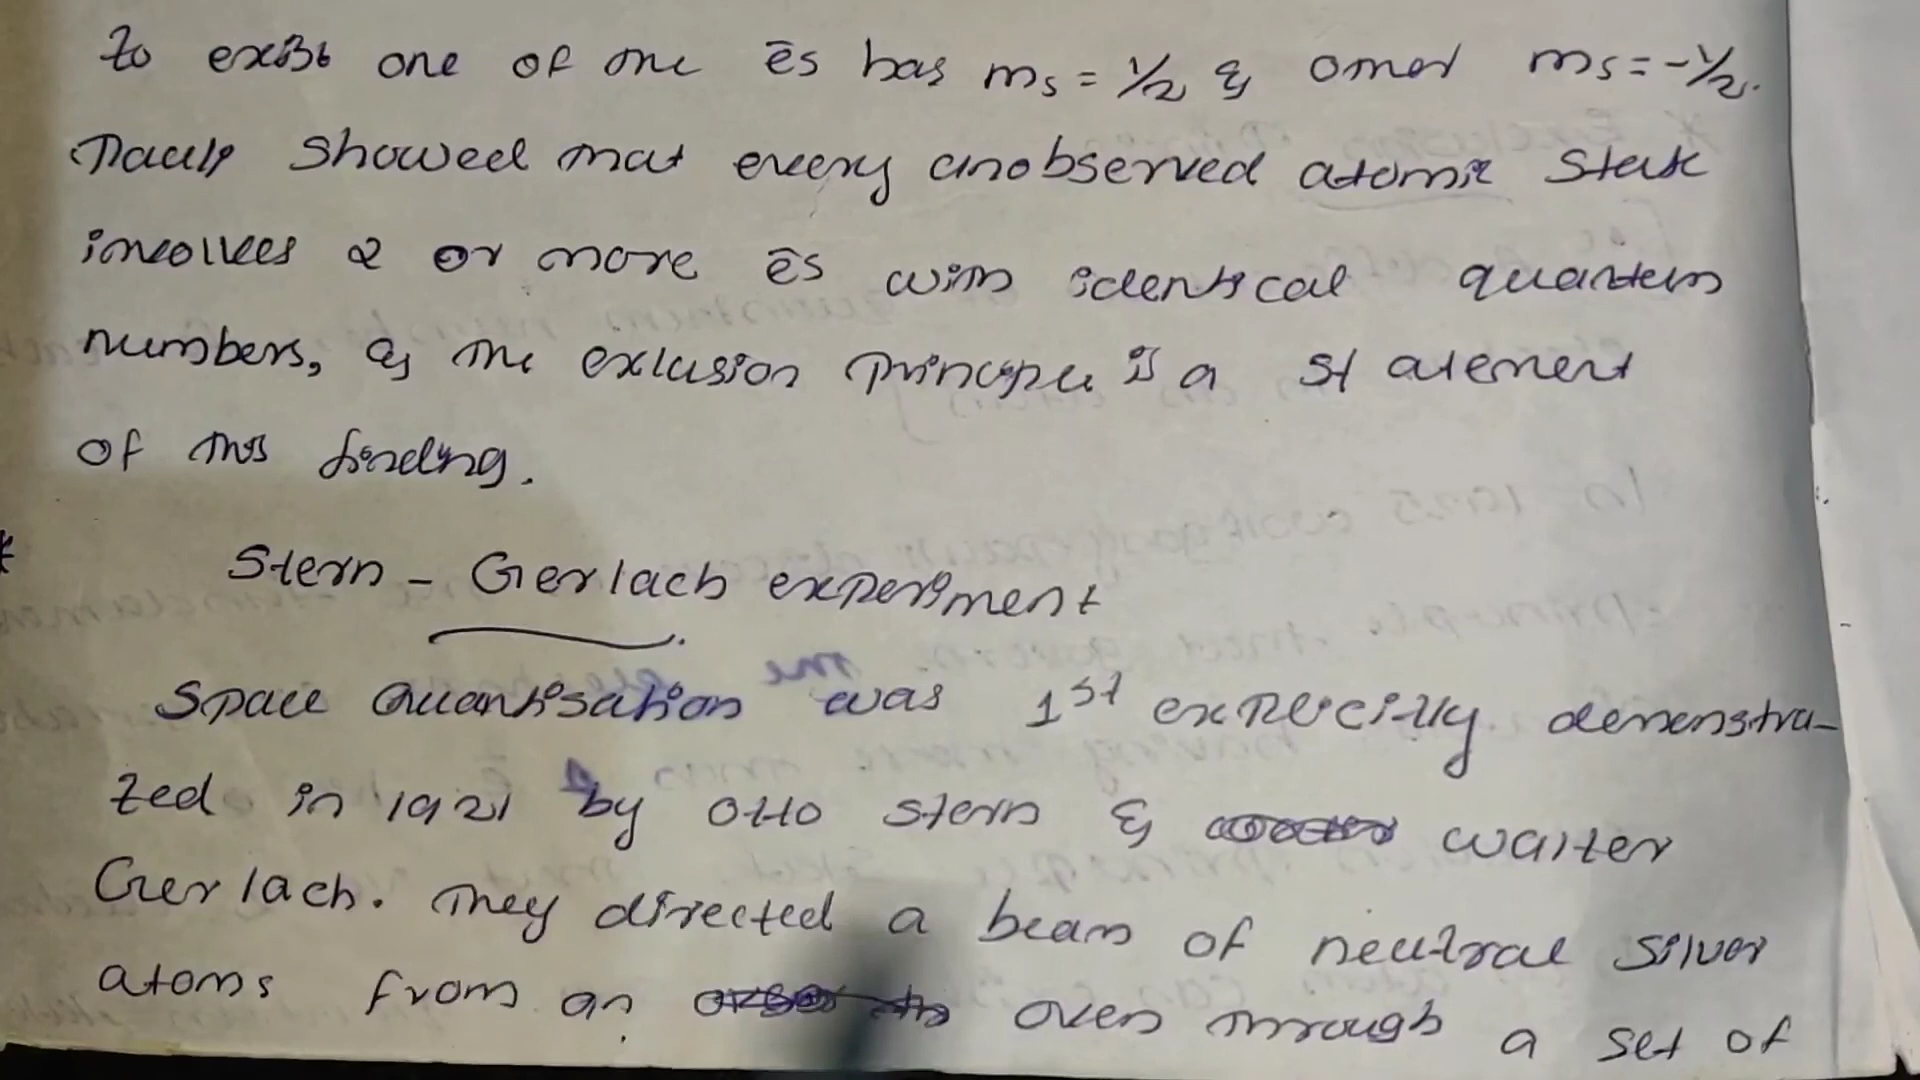 to exist one of the ēs has ms = 1/2 & other ms = -1/2.
Pauli showed that every unobserved atomic state
involves 2 or more ēs with identical quantum
numbers, & the exlusion principle is a statement
of this finding.
* Stern - Gerlach experiment
Space Quantisation was 1st explicitly demenstra-
ted in 1921 by Otto Stern & Walter
Gerlach. They directed a beam of neutral silver
atoms from an oven through a set of